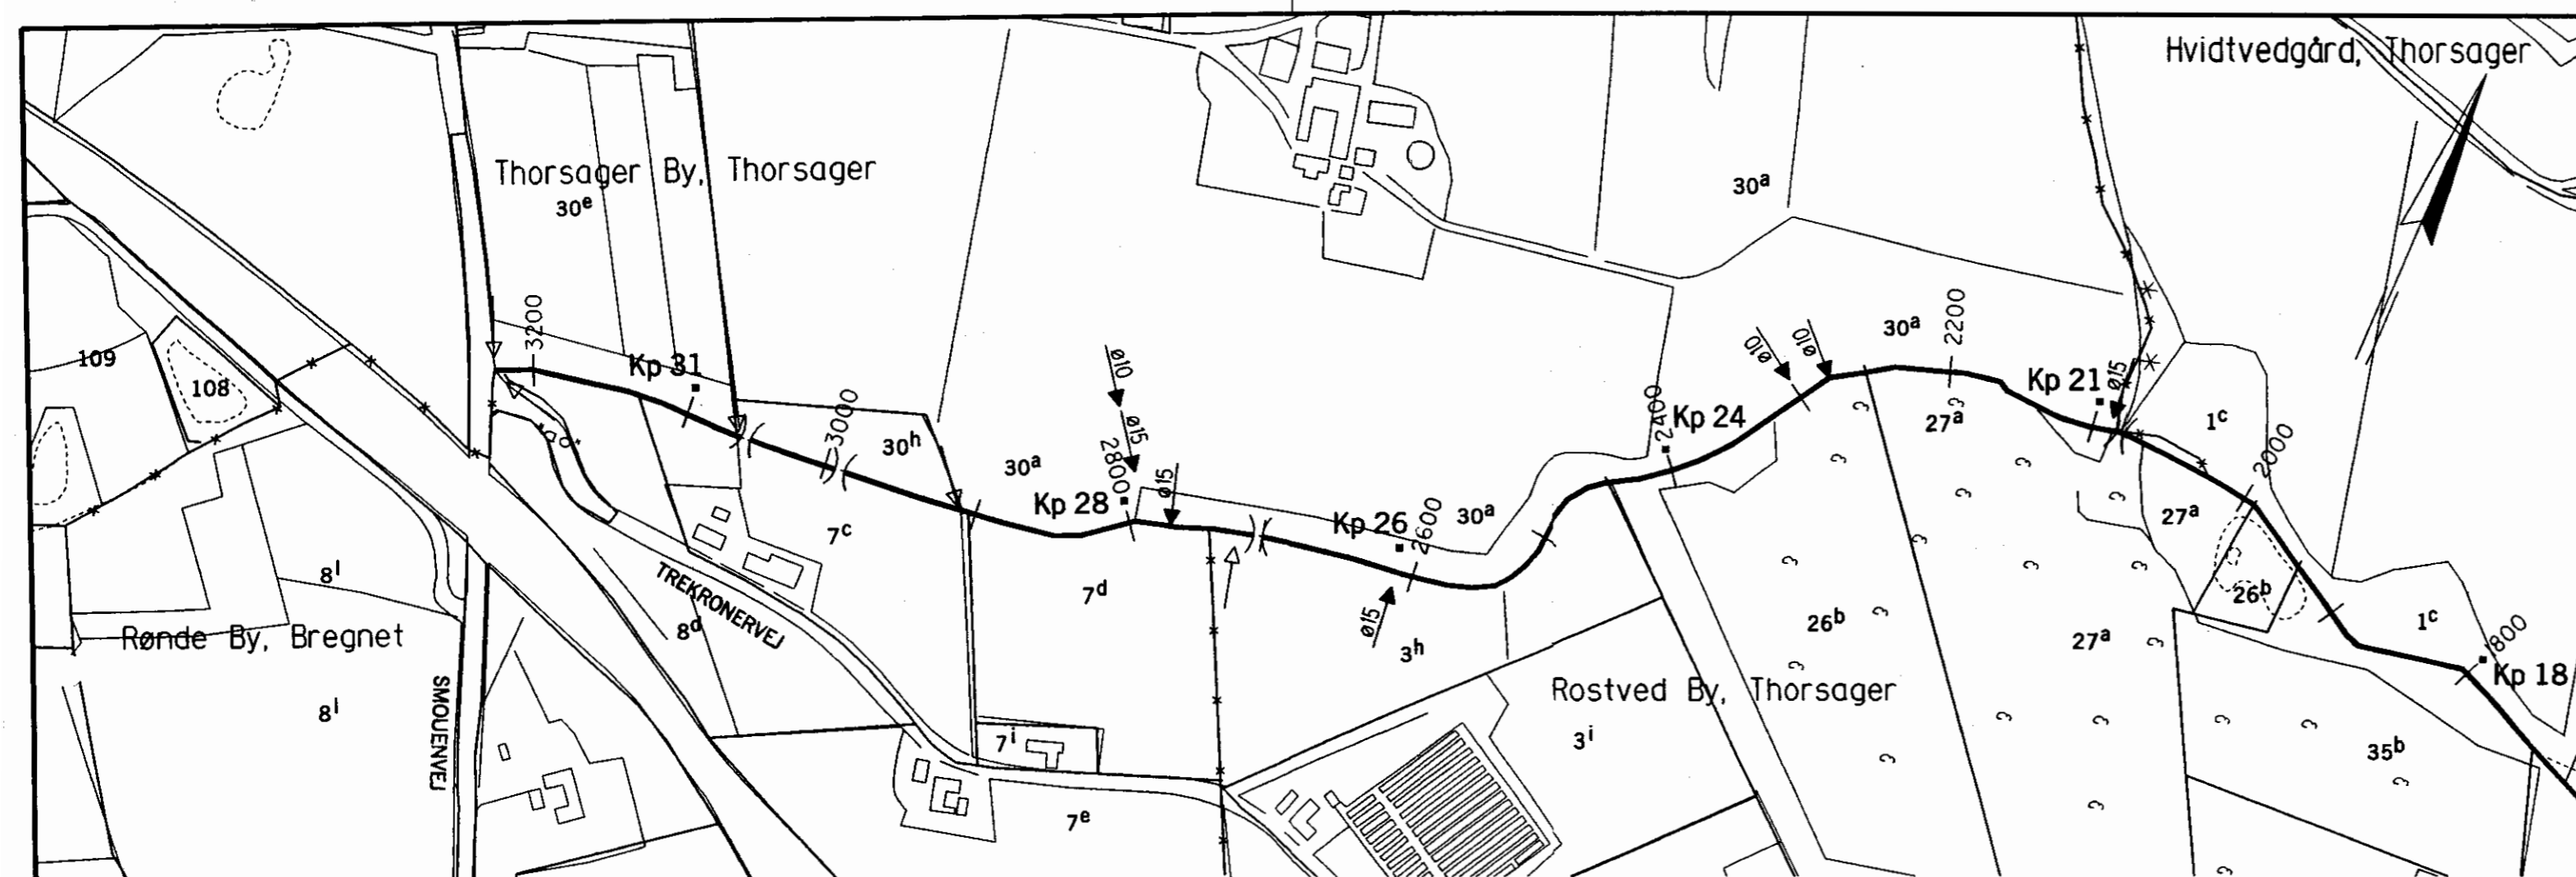 Hvidtvedgård, Thorsager
Thorsager By, Thorsager
30ᵉ
30ᵃ
3200
Kp 31
ø10
ø10
ø10
30ᵃ
2200
109
108
3000
30ʰ
30ᵃ
ø15
2800
Kp 28
ø15
Kp 26
2600
30ᵃ
2400
Kp 24
27ᵃ
Kp 21
ø15
1ᶜ
2000
27ᵃ
7ᶜ
8ˡ
TREKRONERVEJ
7ᵈ
ø15
3ʰ
26ᵇ
26ᵇ
27ᵃ
1ᶜ
1800
Kp 18
Rønde By, Bregnet
8ᵈ
8ˡ
SMOUENVEJ
Rostved By, Thorsager
7ⁱ
3ⁱ
35ᵇ
7ᵉ